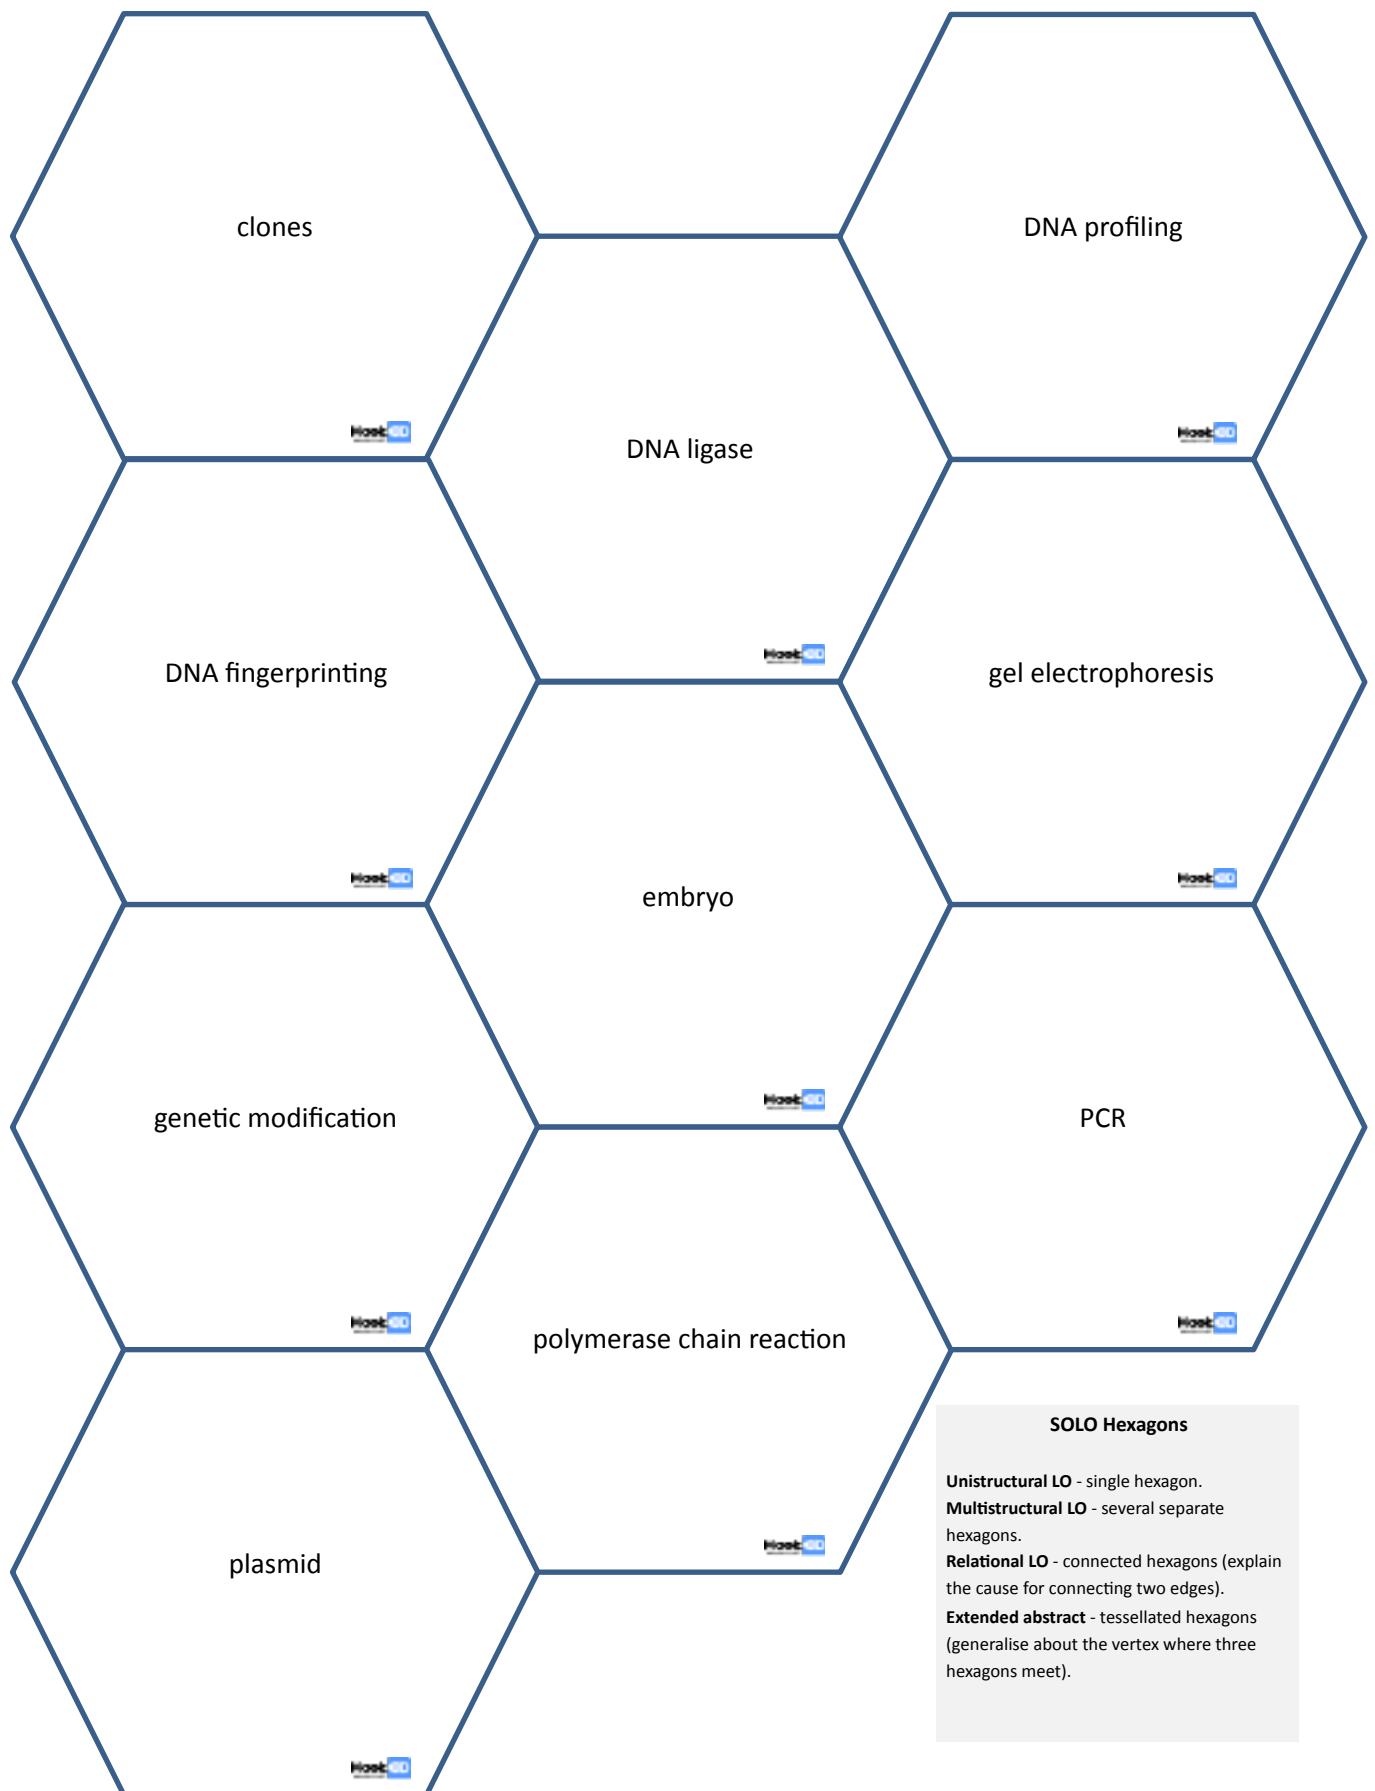 clones
DNA profiling
DNA ligase
DNA fingerprinting
gel electrophoresis
embryo
genetic modification
PCR
polymerase chain reaction
plasmid
SOLO Hexagons
Unistructural LO - single hexagon.
Multistructural LO - several separate
hexagons.
Relational LO - connected hexagons (explain
the cause for connecting two edges).
Extended abstract - tessellated hexagons
(generalise about the vertex where three
hexagons meet).